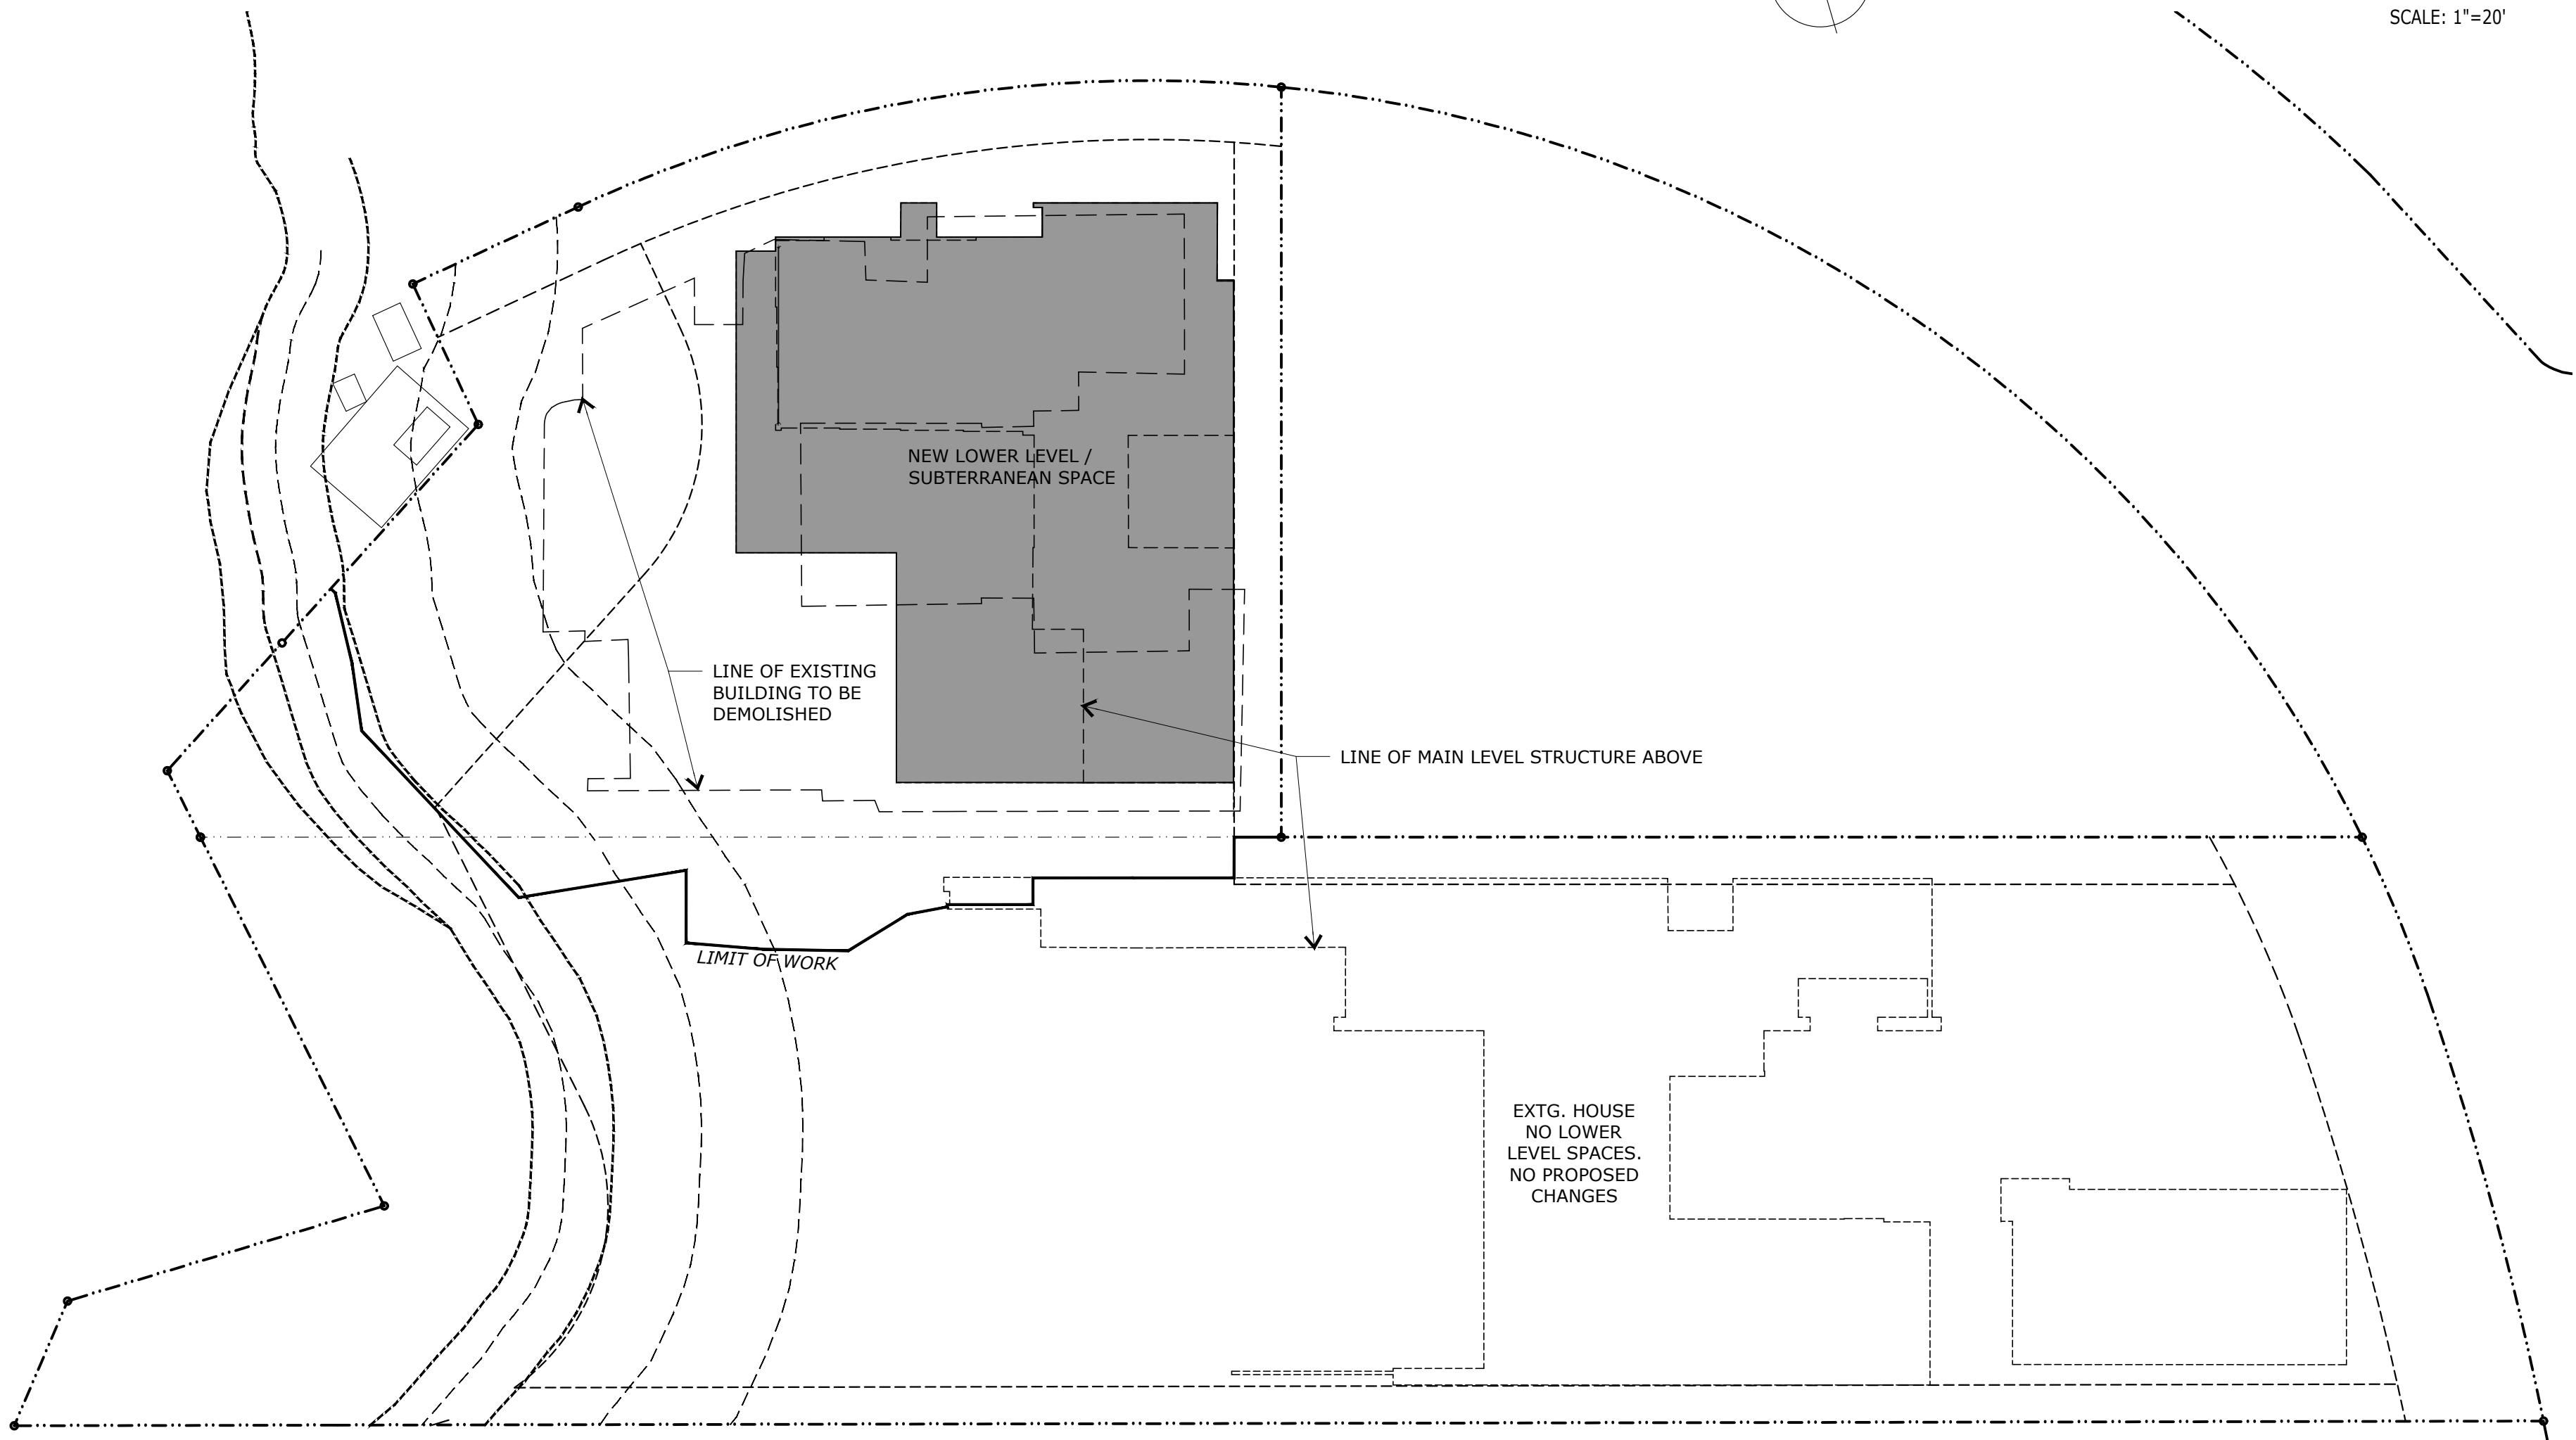 SCALE: 1"=20'
NEW LOWER LEVEL /
SUBTERRANEAN SPACE
LINE OF EXISTING
BUILDING TO BE
DEMOLISHED
LINE OF MAIN LEVEL STRUCTURE ABOVE
LIMIT OF WORK
EXTG. HOUSE
NO LOWER
LEVEL SPACES.
NO PROPOSED
CHANGES